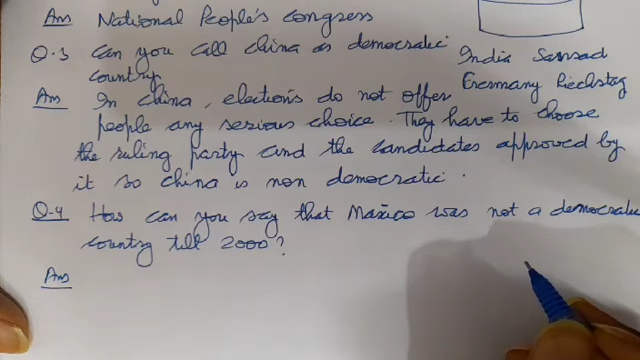 Ans National People's Congress
Q.3 Can you call China as democratic
country.
India Sansad
Germany Riechstag
Ans In China, elections do not offer
people any serious choice. They have to choose
the ruling party and the candidates approved by
it so China is non democratic.
Q-4 How can you say that Maxico was not a democratic
country till 2000?
Ans